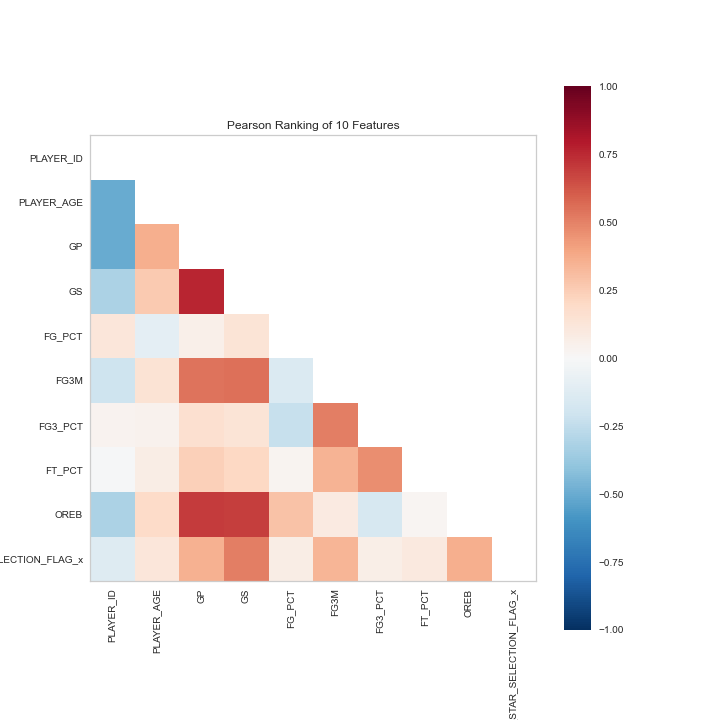 Pearson Ranking of 10 Features
PLAYER_ID
PLAYER_AGE
GP
GS
FG_PCT
FG3M
FG3_PCT
FT_PCT
OREB
LECTION_FLAG_x
PLAYER_ID
PLAYER_AGE
GP
GS
FG_PCT
FG3M
FG3_PCT
FT_PCT
OREB
STAR_SELECTION_FLAG_x
1.00
0.75
0.50
0.25
0.00
−0.25
−0.50
−0.75
−1.00